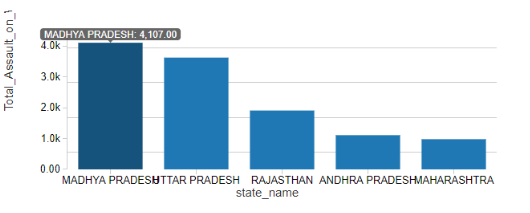 Total_Assault_on_
MADHYA PRADESH: 4,107.00
4.0k
3.0k
2.0k
1.0k
0.00
MADHYA PRADESH UTTAR PRADESH RAJASTHAN ANDHRA PRADESH MAHARASHTRA
state_name